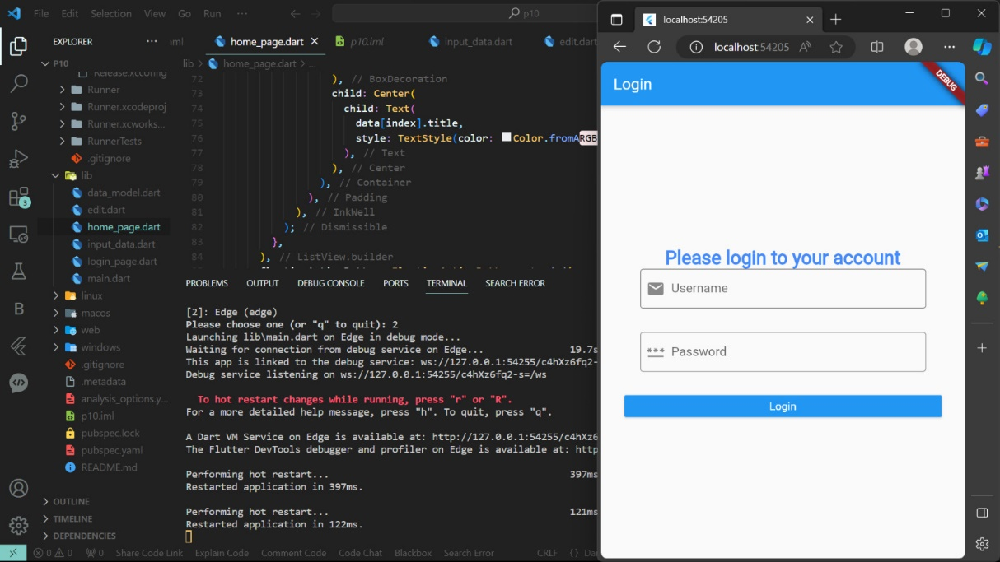 File Edit Selection View Go Run ··· p10
EXPLORER ··· iml home_page.dart p10.iml input_data.dart edit.dart
P10
lib > home_page.dart > ...
Release.xcconfig
Runner
Runner.xcodeproj
Runner.xcworks...
RunnerTests
.gitignore
lib
data_model.dart
edit.dart
home_page.dart
input_data.dart
login_page.dart
main.dart
linux
macos
web
windows
.gitignore
.metadata
analysis_options.y...
p10.iml
pubspec.lock
pubspec.yaml
README.md
OUTLINE
TIMELINE
DEPENDENCIES
3
B
72 ), // BoxDecoration
73 child: Center(
74 child: Text(
75 data[index].title,
76 style: TextStyle(color: Color.fromARGB
77 ), // Text
78 ), // Center
79 ), // Container
80 ), // Padding
81 ), // InkWell
82 ); // Dismissible
83 },
84 ), // ListView.builder
PROBLEMS OUTPUT DEBUG CONSOLE PORTS TERMINAL SEARCH ERROR
[2]: Edge (edge)
Please choose one (or "q" to quit): 2
Launching lib\main.dart on Edge in debug mode...
Waiting for connection from debug service on Edge... 19.7s
This app is linked to the debug service: ws://127.0.0.1:54255/c4hXz6fq2-
Debug service listening on ws://127.0.0.1:54255/c4hXz6fq2-s=/ws
To hot restart changes while running, press "r" or "R".
For a more detailed help message, press "h". To quit, press "q".
A Dart VM Service on Edge is available at: http://127.0.0.1:54255/c4hXz6
The Flutter DevTools debugger and profiler on Edge is available at: http
Performing hot restart... 397ms
Restarted application in 397ms.
Performing hot restart... 121ms
Restarted application in 122ms.
0 0 0 Share Code Link Explain Code Comment Code Code Chat Blackbox Search Error CRLF {} Da
localhost:54205
localhost:54205
Login
DEBUG
Please login to your account
Username
*** Password
Login